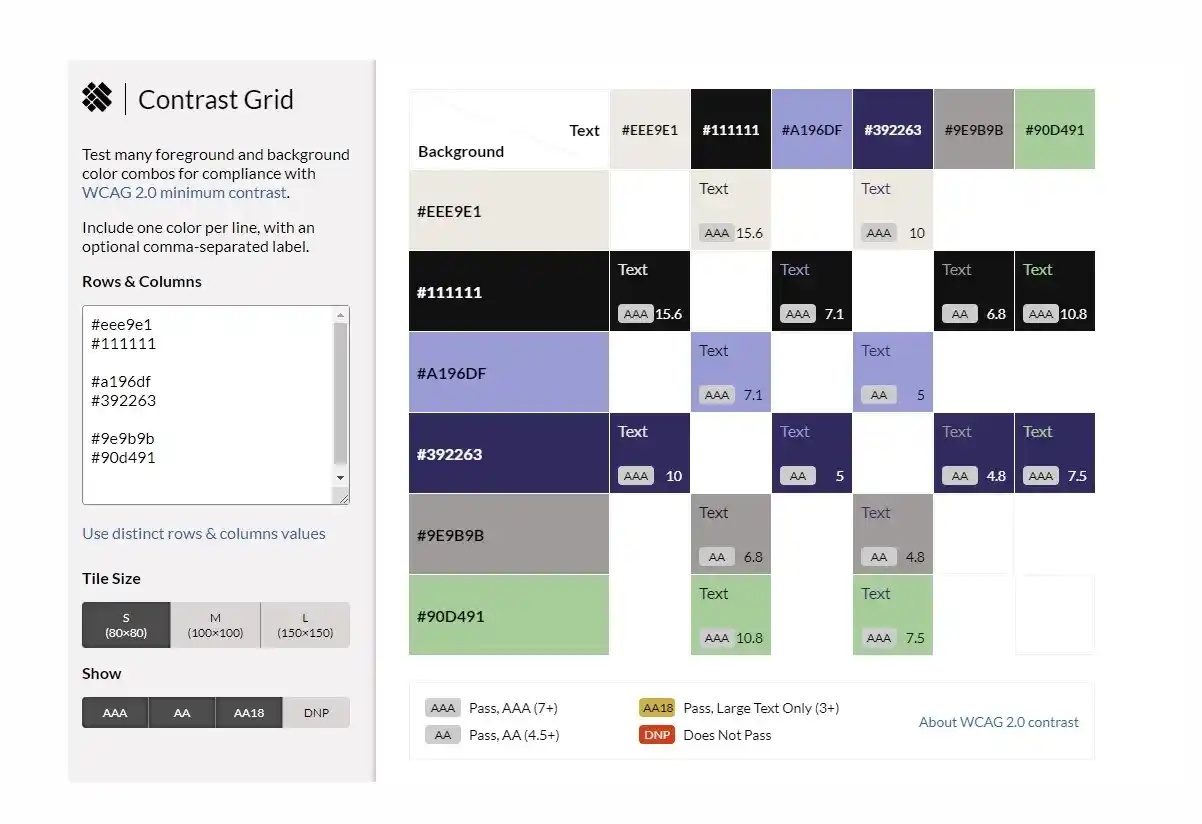 Contrast Grid
Test many foreground and background
color combos for compliance with
WCAG 2.0 minimum contrast.
Include one color per line, with an
optional comma-separated label.
Rows & Columns
#eee9e1
#111111
#a196df
#392263
#9e9b9b
#90d491
Use distinct rows & columns values
Tile Size
S
(80×80)
M
(100×100)
L
(150×150)
Show
AAA AA AA18 DNP
Text
Background
#EEE9E1 #111111 #A196DF #392263 #9E9B9B #90D491
#EEE9E1
Text Text
AAA 15.6 AAA 10
#111111
Text Text Text Text
AAA 15.6 AAA 7.1 AA 6.8 AAA 10.8
#A196DF
Text Text
AAA 7.1 AA 5
#392263
Text Text Text Text
AAA 10 AA 5 AA 4.8 AAA 7.5
#9E9B9B
Text Text
AA 6.8 AA 4.8
#90D491
Text Text
AAA 10.8 AAA 7.5
AAA Pass, AAA (7+)
AA Pass, AA (4.5+)
AA18 Pass, Large Text Only (3+)
DNP Does Not Pass
About WCAG 2.0 contrast